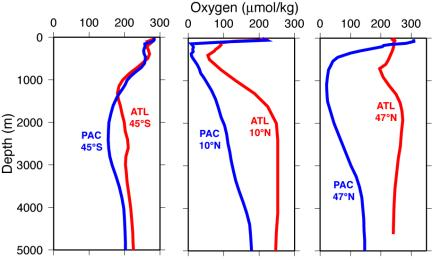 Oxygen (μmol/kg)
0 100 200 300 0 100 200 300 0 100 200 300
0
1000
2000
3000
4000
5000
Depth (m)
PAC
45°S
ATL
45°S
PAC
10°N
ATL
10°N
PAC
47°N
ATL
47°N